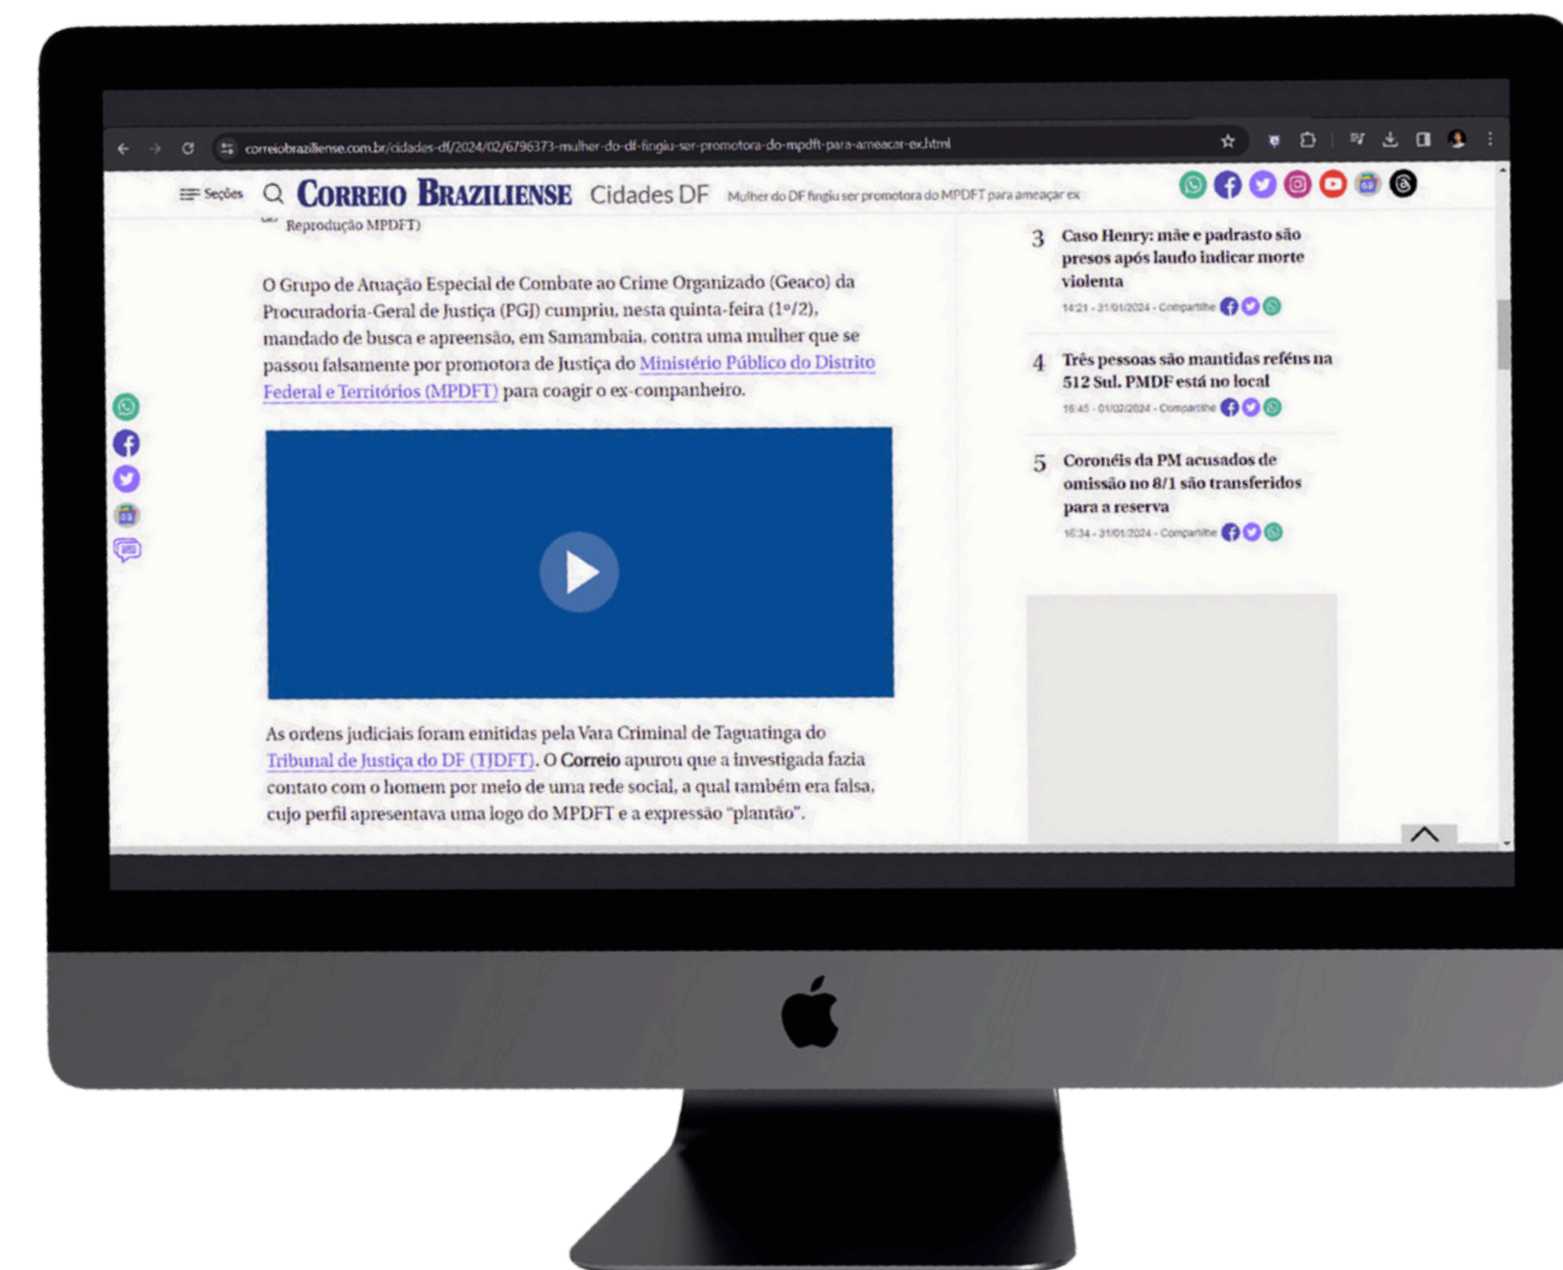 correiobraziliense.com.br/cidades-df/2024/02/6796373-mulher-do-df-fingiu-ser-promotora-do-mpdft-para-ameacar-ex.html
Seções CORREIO BRAZILIENSE Cidades DF Mulher do DF fingiu ser promotora do MPDFT para ameaçar ex
Reprodução MPDFT)
O Grupo de Atuação Especial de Combate ao Crime Organizado (Geaco) da
Procuradoria-Geral de Justiça (PGJ) cumpriu, nesta quinta-feira (1º/2),
mandado de busca e apreensão, em Samambaia, contra uma mulher que se
passou falsamente por promotora de Justiça do Ministério Público do Distrito
Federal e Territórios (MPDFT) para coagir o ex-companheiro.
As ordens judiciais foram emitidas pela Vara Criminal de Taguatinga do
Tribunal de Justiça do DF (TJDFT). O Correio apurou que a investigada fazia
contato com o homem por meio de uma rede social, a qual também era falsa,
cujo perfil apresentava uma logo do MPDFT e a expressão “plantão”.
3 Caso Henry: mãe e padrasto são
presos após laudo indicar morte
violenta
14:21 - 31/01/2024 - Compartilhe
4 Três pessoas são mantidas reféns na
512 Sul. PMDF está no local
16:45 - 01/02/2024 - Compartilhe
5 Coronéis da PM acusados de
omissão no 8/1 são transferidos
para a reserva
16:34 - 31/01/2024 - Compartilhe